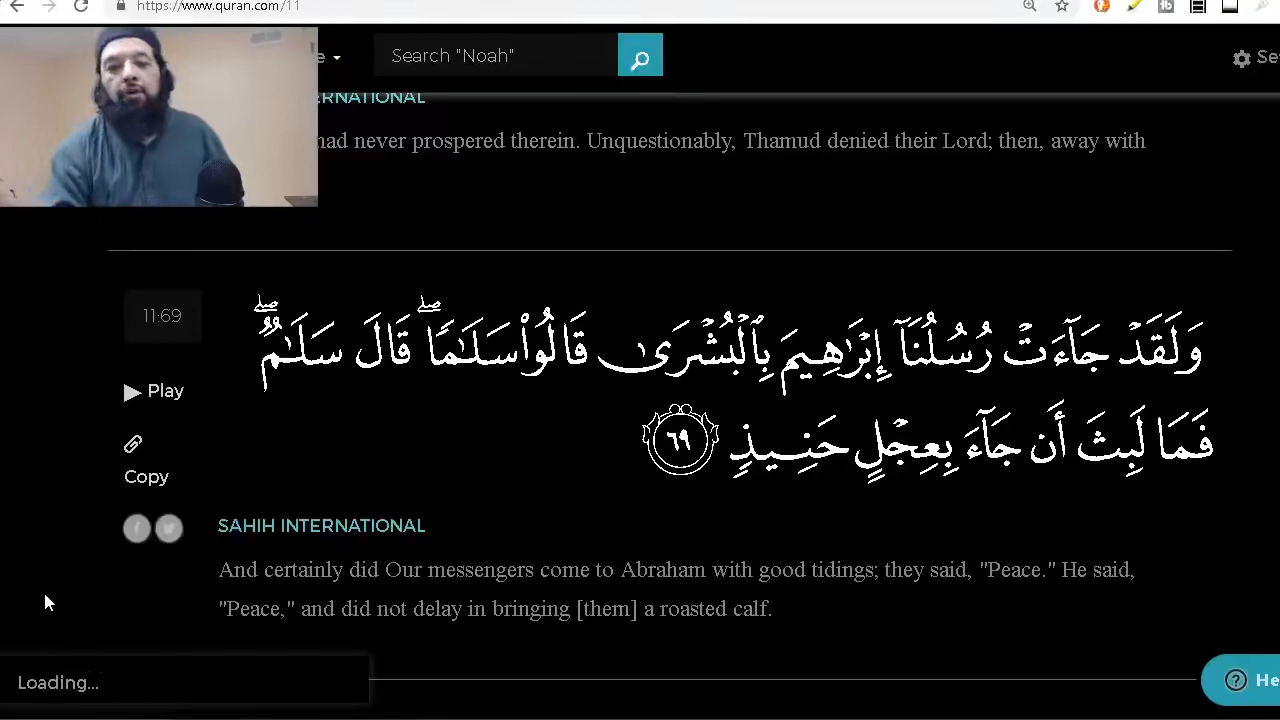 https://www.quran.com/11
Search "Noah"
ERNATIONAL
had never prospered therein. Unquestionably, Thamud denied their Lord; then, away with
11:69
وَلَقَدْ جَآءَتْ رُسُلُنَآ إِبْرَٰهِيمَ بِٱلْبُشْرَىٰ قَالُوا۟ سَلَـٰمًا ۖ قَالَ سَلَـٰمٌ ۖ
فَمَا لَبِثَ أَن جَآءَ بِعِجْلٍ حَنِيذٍ ٦٩
Play
Copy
SAHIH INTERNATIONAL
And certainly did Our messengers come to Abraham with good tidings; they said, "Peace." He said,
"Peace," and did not delay in bringing [them] a roasted calf.
Loading...
He